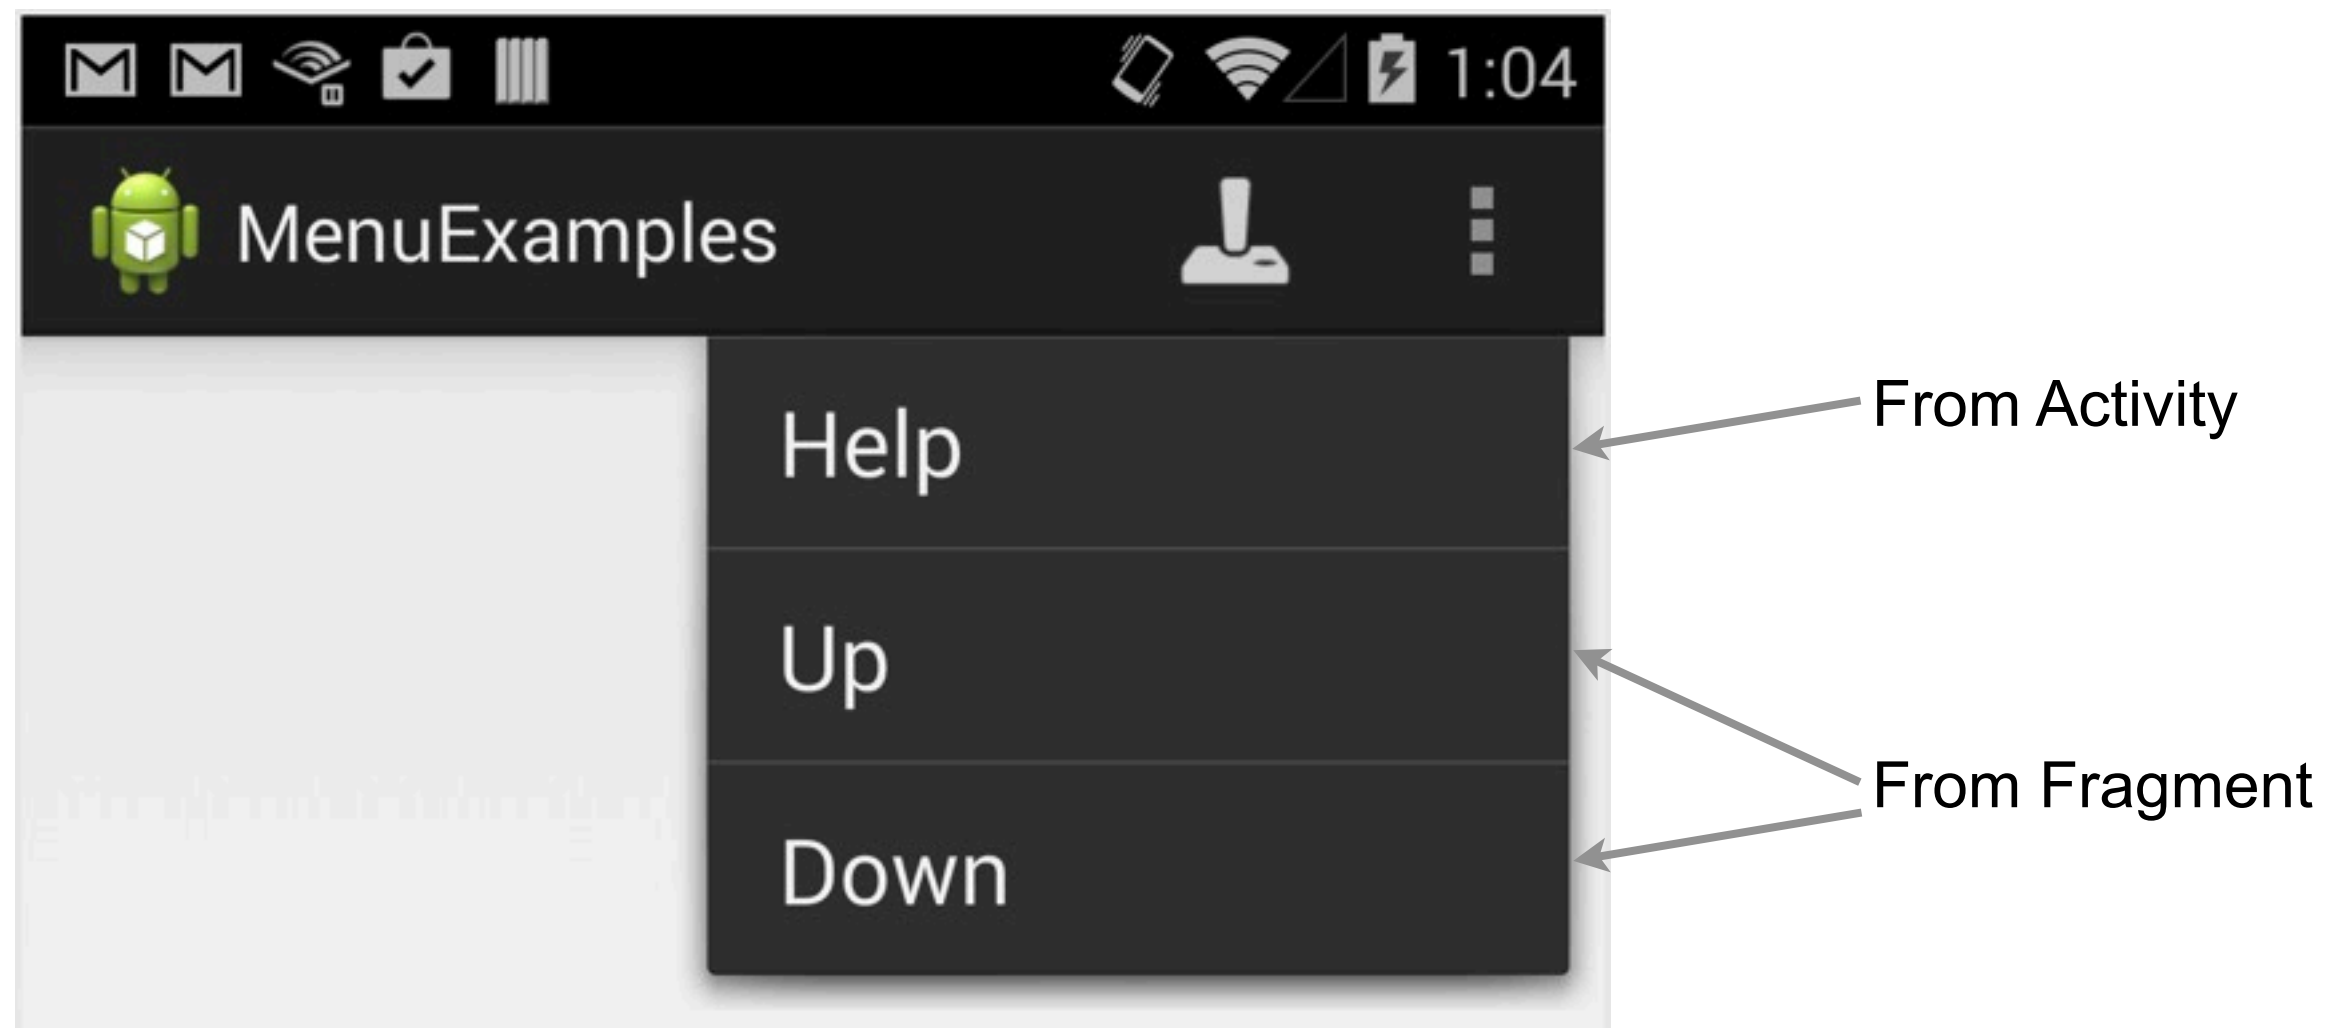 1:04
MenuExamples
Help
From Activity
Up
From Fragment
Down